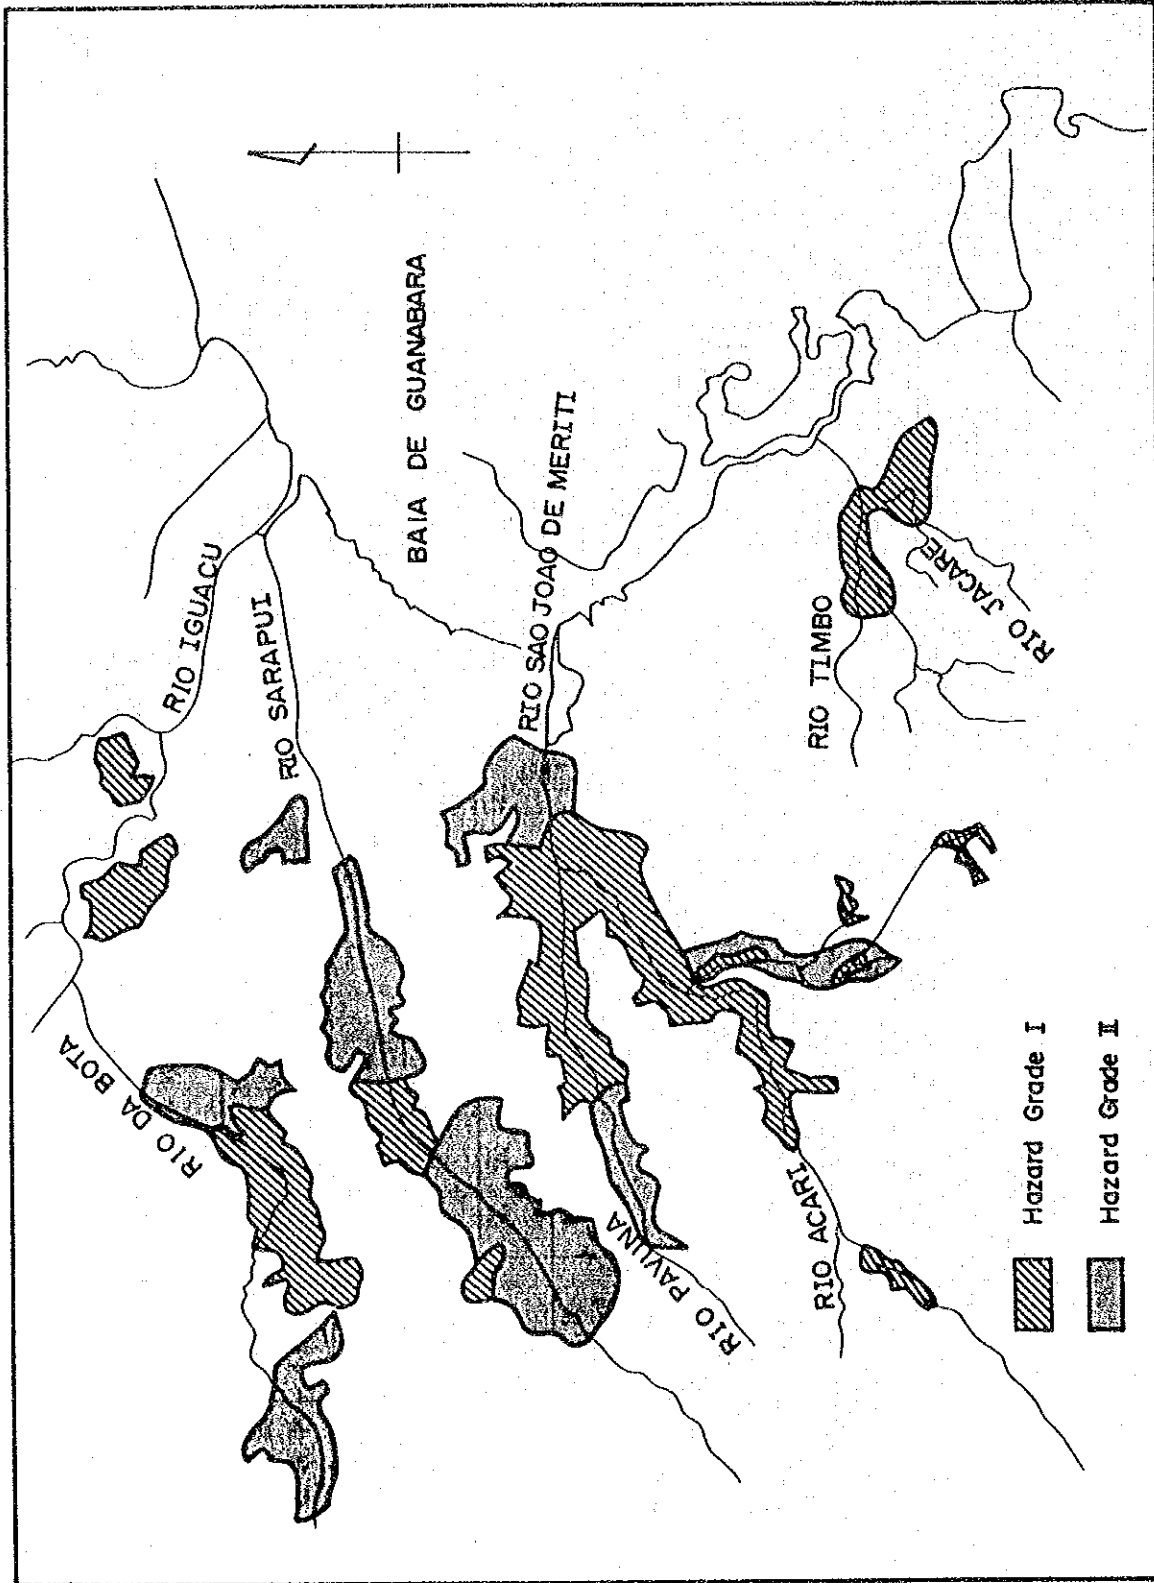 BAIA DE GUANABARA
RIO IGUACU
RIO SARAPUI
RIO DA BOTA
RIO SAO JOAO DE MERITI
RIO PAVUNA
RIO ACARI
RIO TIMBO
RIO JACARE
Hazard Grade I
Hazard Grade II